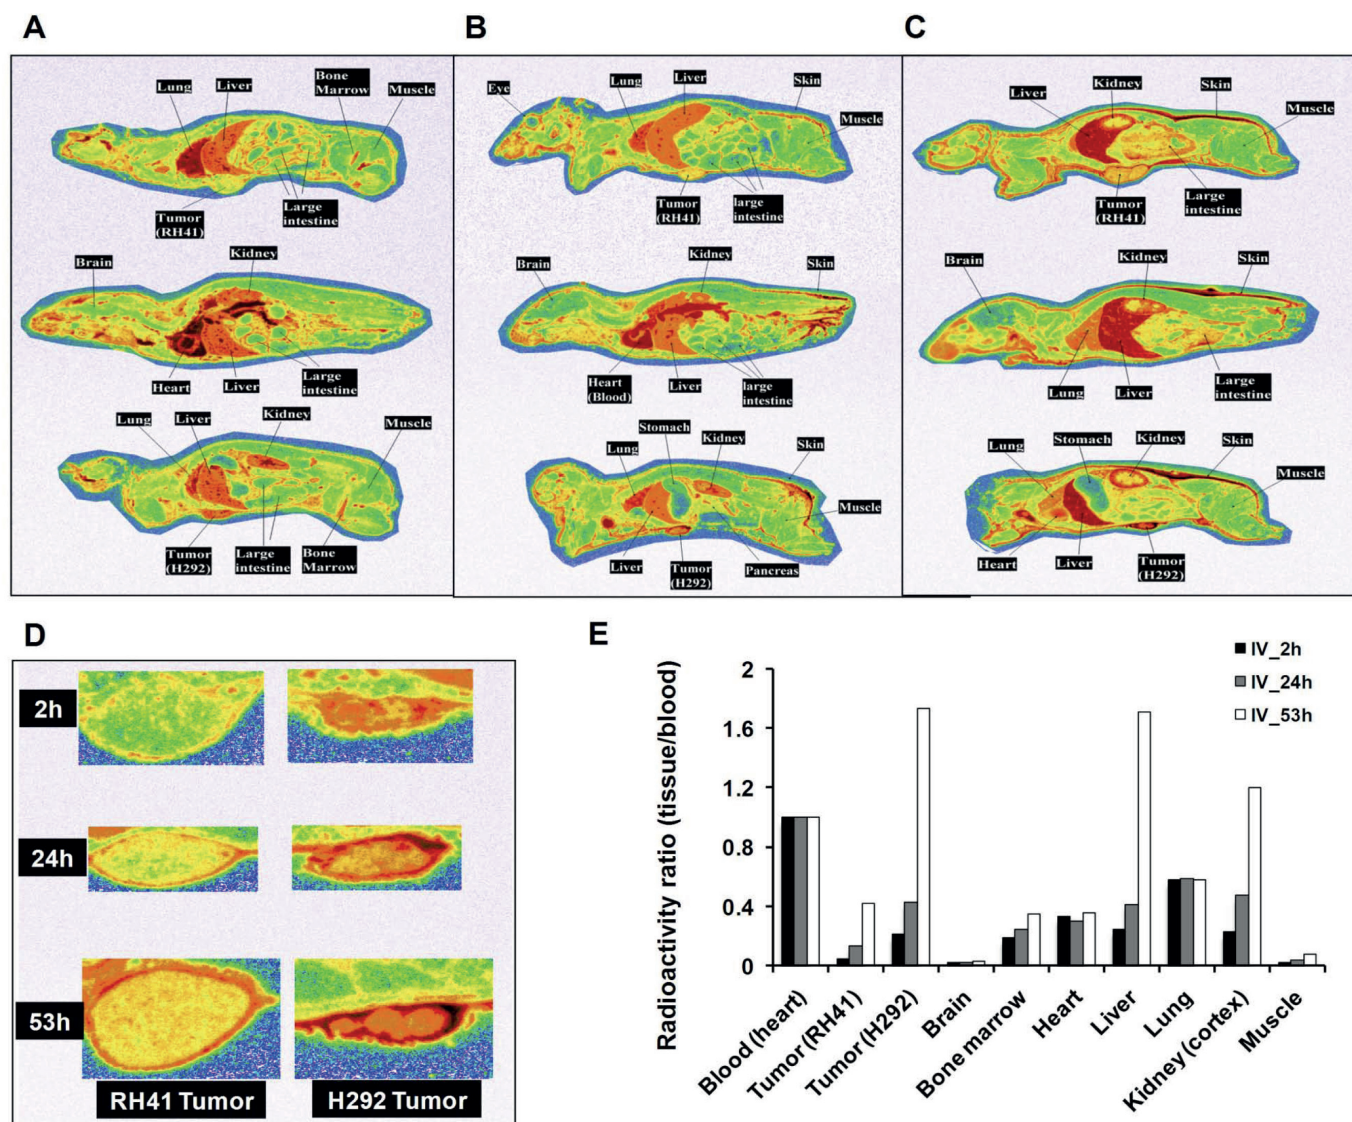 A
B
C
Lung
Liver
Bone
Marrow
Muscle
Tumor
(RH41)
Large
intestine
Brain
Kidney
Heart
Liver
Large
intestine
Lung
Liver
Kidney
Muscle
Tumor
(H292)
Large
intestine
Bone
Marrow
Eye
Lung
Liver
Skin
Muscle
Tumor
(RH41)
large
intestine
Brain
Kidney
Skin
Heart
(Blood)
Liver
large
intestine
Stomach
Lung
Kidney
Skin
Muscle
Liver
Tumor
(H292)
Pancreas
Liver
Kidney
Skin
Muscle
Tumor
(RH41)
Large
intestine
Brain
Kidney
Skin
Lung
Liver
Large
intestine
Lung
Stomach
Kidney
Skin
Muscle
Heart
Liver
Tumor
(H292)
D
2h
24h
53h
RH41 Tumor
H292 Tumor
E
IV_2h
IV_24h
IV_53h
Radioactivity ratio (tissue/blood)
2
1.6
1.2
0.8
0.4
0
Blood (heart)
Tumor (RH41)
Tumor (H292)
Brain
Bone marrow
Heart
Liver
Lung
Kidney (cortex)
Muscle